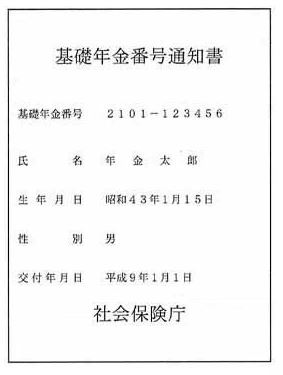 基礎年金番号通知書
基礎年金番号 2101-123456
氏名 年金太郎
生年月日 昭和43年1月15日
性別 男
交付年月日 平成9年1月1日
社会保険庁